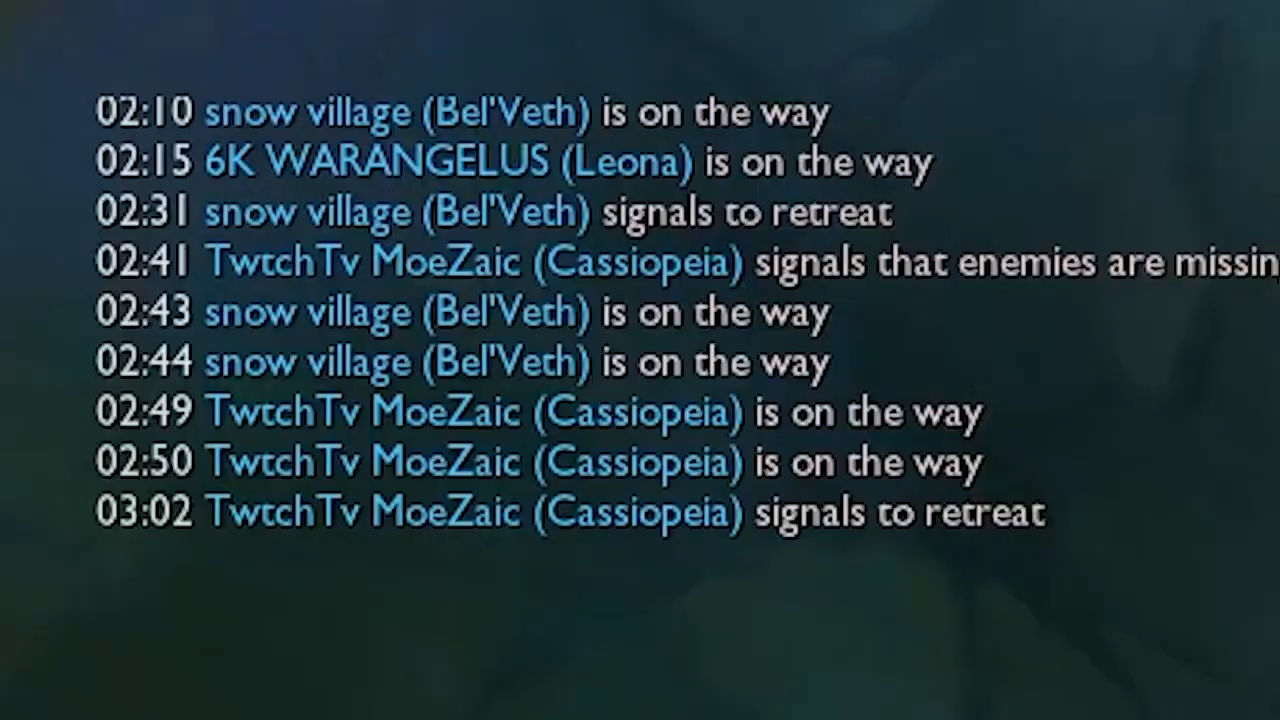 02:10 snow village (Bel'Veth) is on the way
02:15 6K WARANGELUS (Leona) is on the way
02:31 snow village (Bel'Veth) signals to retreat
02:41 TwtchTv MoeZaic (Cassiopeia) signals that enemies are missin
02:43 snow village (Bel'Veth) is on the way
02:44 snow village (Bel'Veth) is on the way
02:49 TwtchTv MoeZaic (Cassiopeia) is on the way
02:50 TwtchTv MoeZaic (Cassiopeia) is on the way
03:02 TwtchTv MoeZaic (Cassiopeia) signals to retreat